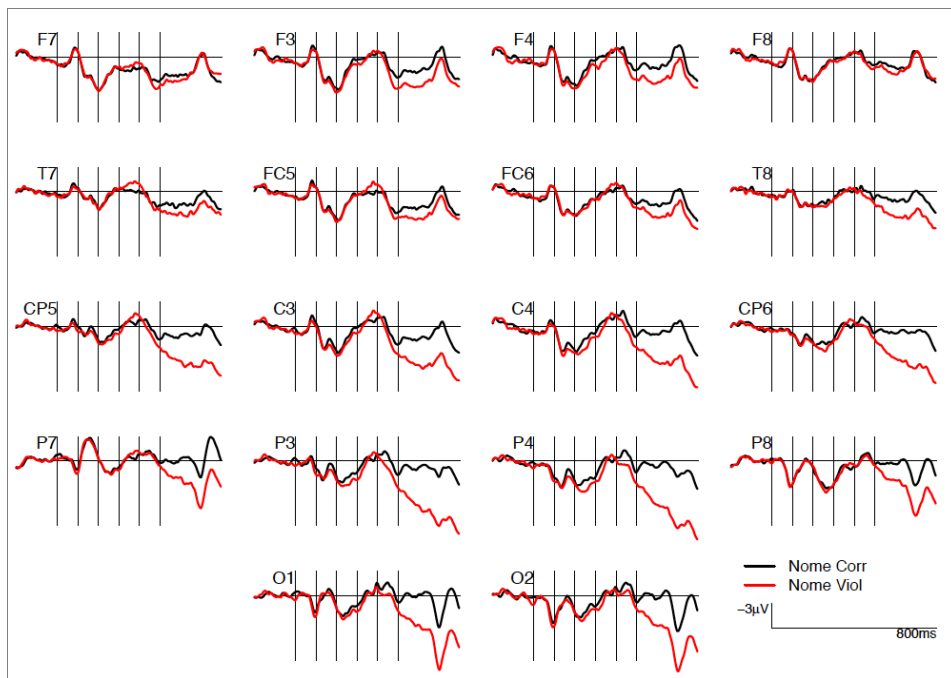 F7 F3 F4 F8
T7 FC5 FC6 T8
CP5 C3 C4 CP6
P7 P3 P4 P8
O1 O2
Nome Corr
Nome Viol
−3μV
800ms